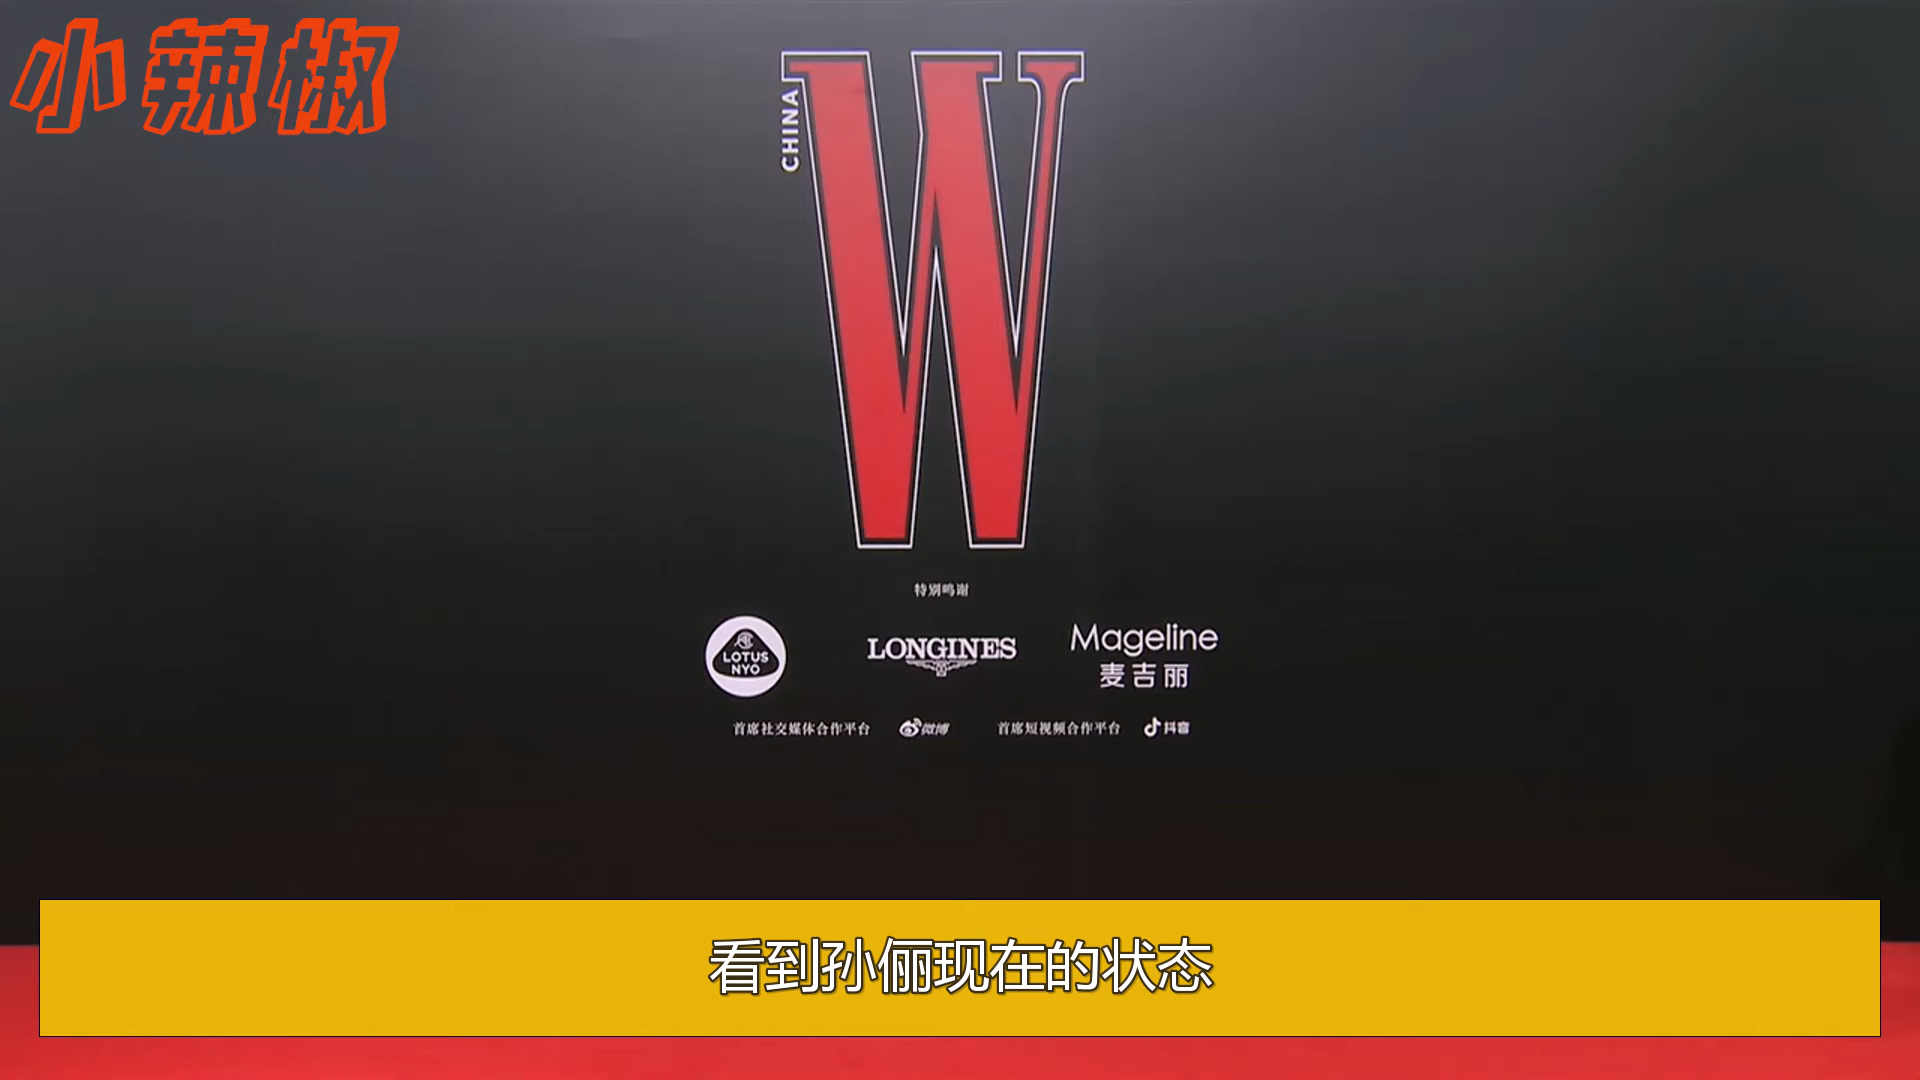 小辣椒
CHINA
W
特别鸣谢
LOTUS
NYO
LONGINES
Mageline
麦吉丽
首席社交媒体合作平台 微博 首席短视频合作平台 抖音
看到孙俪现在的状态